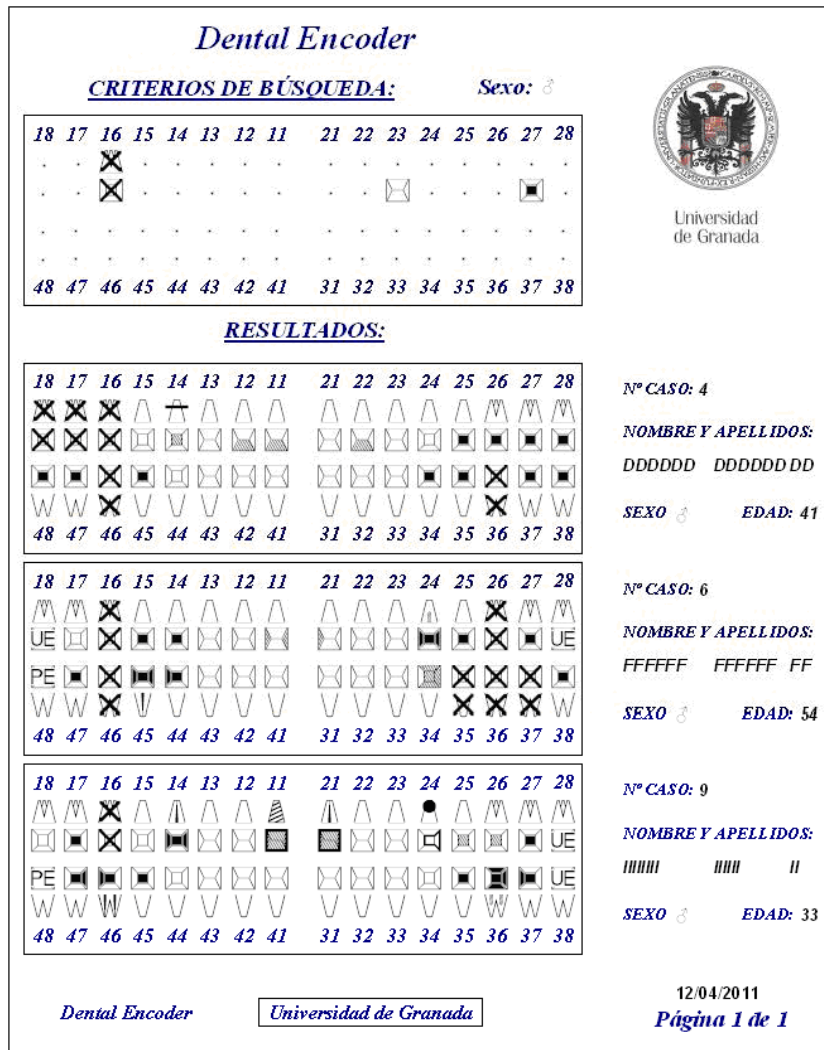 Dental Encoder
CRITERIOS DE BÚSQUEDA: Sexo: ♂
18 17 16 15 14 13 12 11 21 22 23 24 25 26 27 28
48 47 46 45 44 43 42 41 31 32 33 34 35 36 37 38
Universidad
de Granada
RESULTADOS:
18 17 16 15 14 13 12 11 21 22 23 24 25 26 27 28
48 47 46 45 44 43 42 41 31 32 33 34 35 36 37 38
Nº CASO: 4
NOMBRE Y APELLIDOS:
DDDDDD DDDDDD DD
SEXO ♂ EDAD: 41
18 17 16 15 14 13 12 11 21 22 23 24 25 26 27 28
UE UE
PE
48 47 46 45 44 43 42 41 31 32 33 34 35 36 37 38
Nº CASO: 6
NOMBRE Y APELLIDOS:
FFFFFF FFFFFF FF
SEXO ♂ EDAD: 54
18 17 16 15 14 13 12 11 21 22 23 24 25 26 27 28
UE
PE UE
48 47 46 45 44 43 42 41 31 32 33 34 35 36 37 38
Nº CASO: 9
NOMBRE Y APELLIDOS:
SEXO ♂ EDAD: 33
Dental Encoder Universidad de Granada
12/04/2011
Página 1 de 1